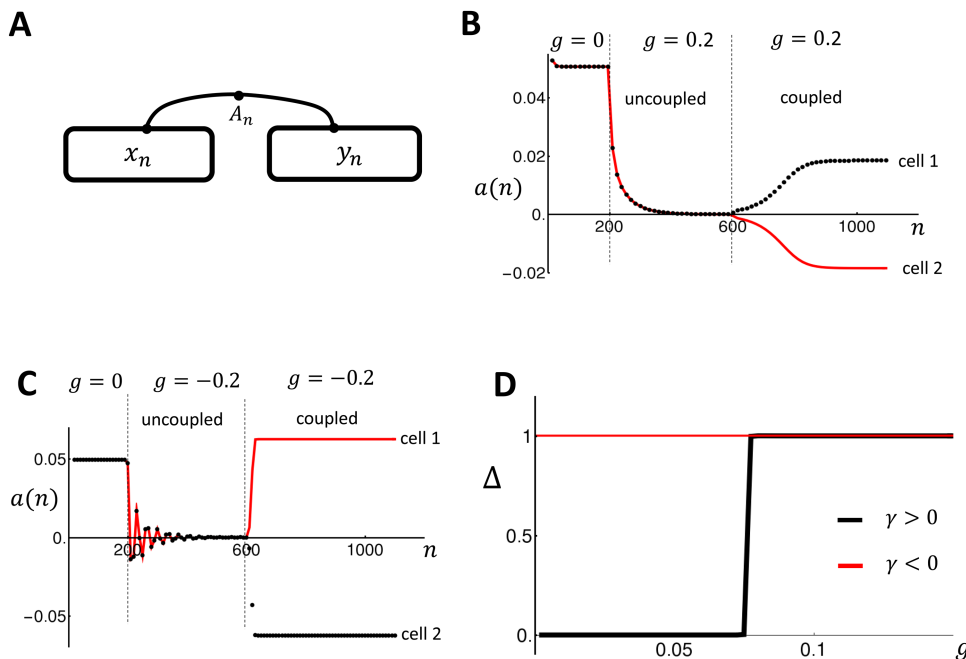 A
A_n
x_n
y_n
B
g = 0
g = 0.2
g = 0.2
uncoupled
coupled
0.04
0.02
a(n)
0.
−0.02
200
600
1000
n
cell 1
cell 2
C
g = 0
g = −0.2
g = −0.2
uncoupled
coupled
0.05
a(n)
0.
−0.05
200
600
1000
n
cell 1
cell 2
D
1
Δ
0.5
0.
0.05
0.1
g
γ > 0
γ < 0